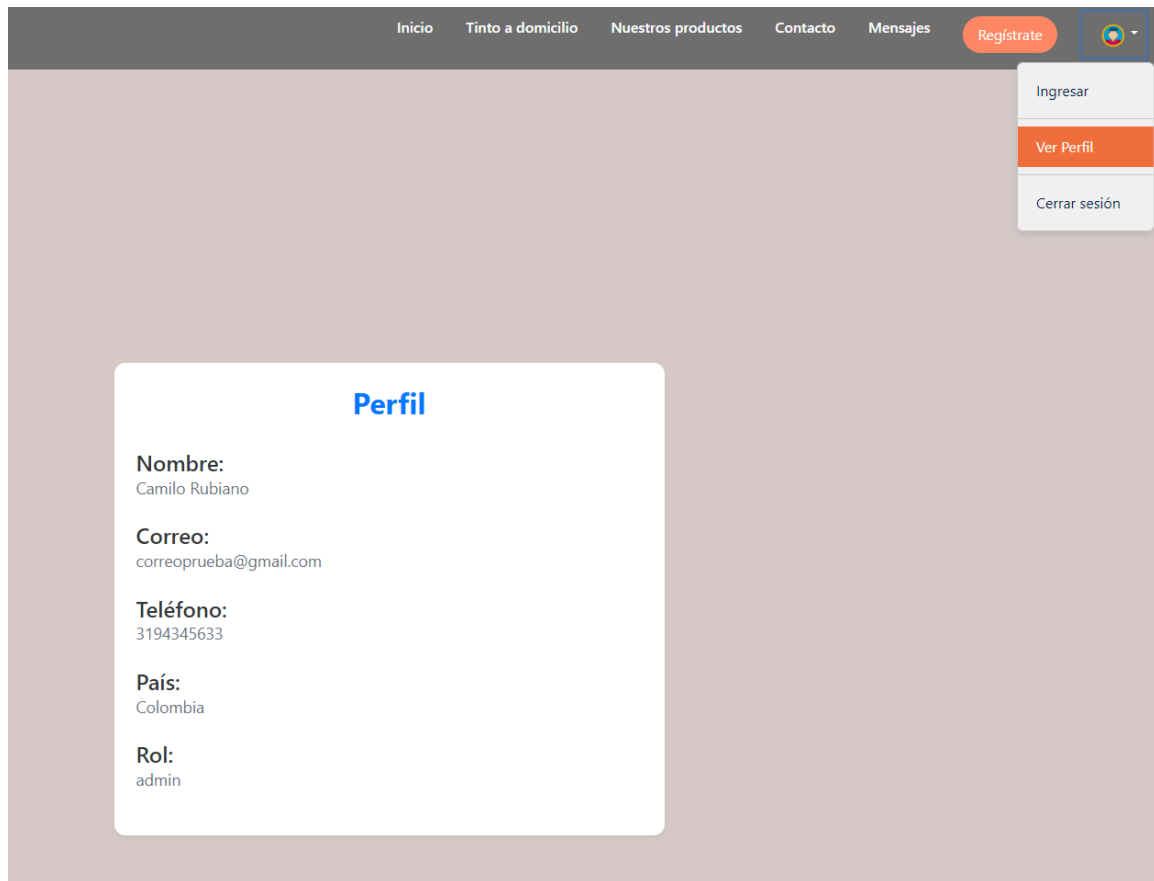 Inicio Tinto a domicilio Nuestros productos Contacto Mensajes Regístrate
Ingresar
Ver Perfil
Cerrar sesión
Perfil
Nombre:
Camilo Rubiano
Correo:
correoprueba@gmail.com
Teléfono:
3194345633
País:
Colombia
Rol:
admin